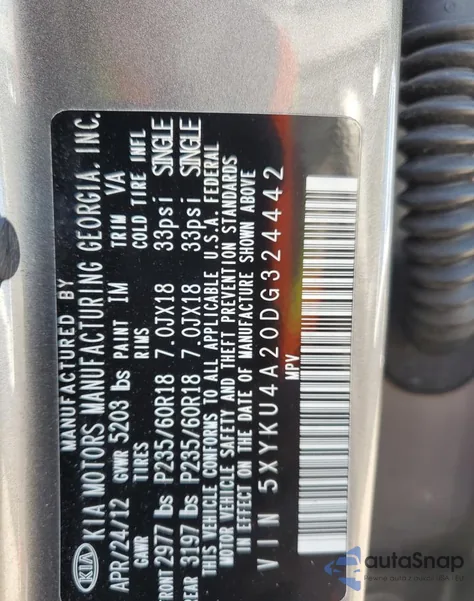 MANUFACTURED BY
KIA KIA MOTORS MANUFACTURING GEORGIA, INC.
APR/24/12 GVWR 5203 lbs PAINT IM TRIM VA
GAWR TIRES RIMS COLD TIRE INFL
FRONT 2977 lbs P235/60R18 7.0JX18 33psi SINGLE
REAR 3197 lbs P235/60R18 7.0JX18 33psi SINGLE
THIS VEHICLE CONFORMS TO ALL APPLICABLE U.S.A. FEDERAL
MOTOR VEHICLE SAFETY AND THEFT PREVENTION STANDARDS
IN EFFECT ON THE DATE OF MANUFACTURE SHOWN ABOVE
VIN 5XYKU4A20DG324442
MPV
autoSnap